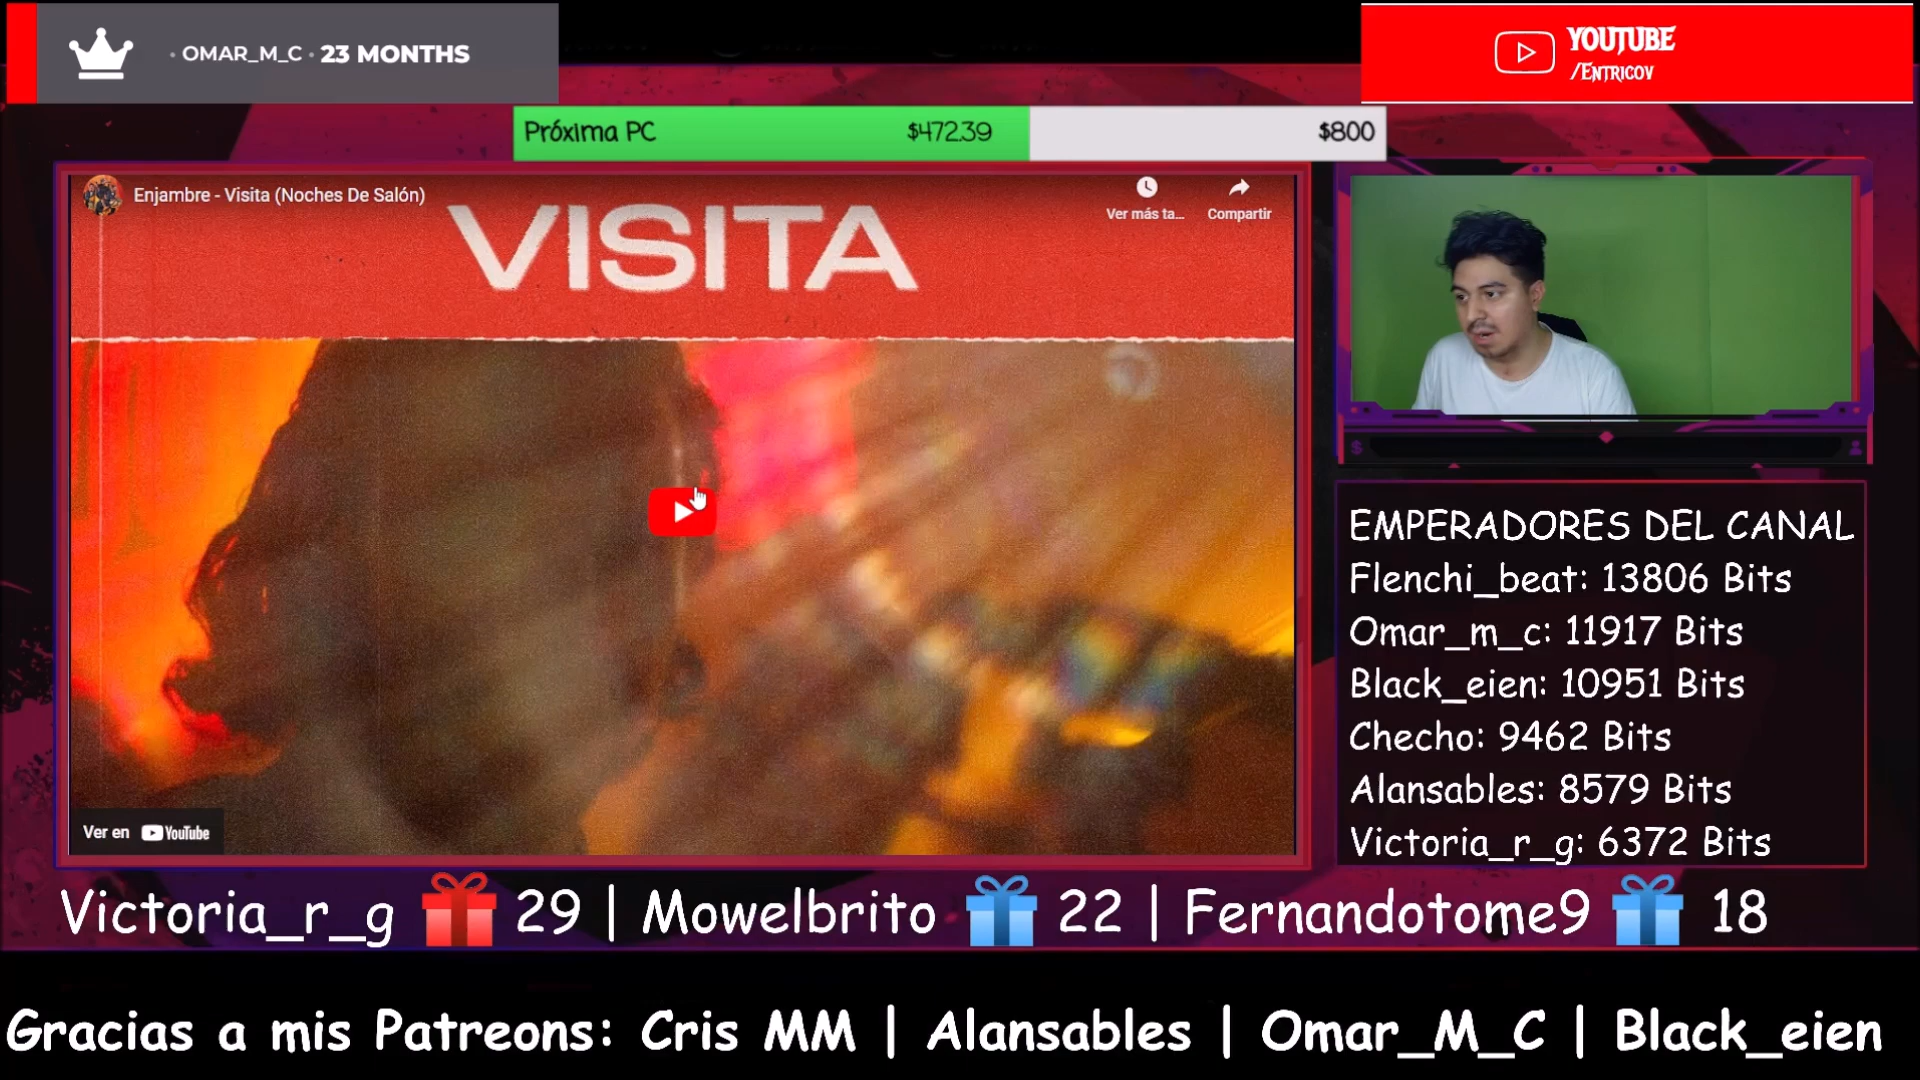 · OMAR_M_C · 23 MONTHS
YOUTUBE
/ENTRICOV
Próxima PC $472.39 $800
Enjambre - Visita (Noches De Salón)
Ver más ta...
Compartir
VISITA
Ver en YouTube
EMPERADORES DEL CANAL
Flenchi_beat: 13806 Bits
Omar_m_c: 11917 Bits
Black_eien: 10951 Bits
Checho: 9462 Bits
Alansables: 8579 Bits
Victoria_r_g: 6372 Bits
Victoria_r_g 29 | Mowelbrito 22 | Fernandotome9 18
Gracias a mis Patreons: Cris MM | Alansables | Omar_M_C | Black_eien